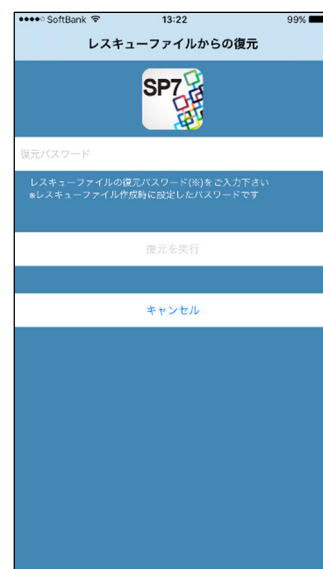 SoftBank 13:22 99%
レスキューファイルからの復元
SP7
復元パスワード
レスキューファイルの復元パスワード(※)をご入力下さい
※レスキューファイル作成時に設定したパスワードです
復元を実行
キャンセル